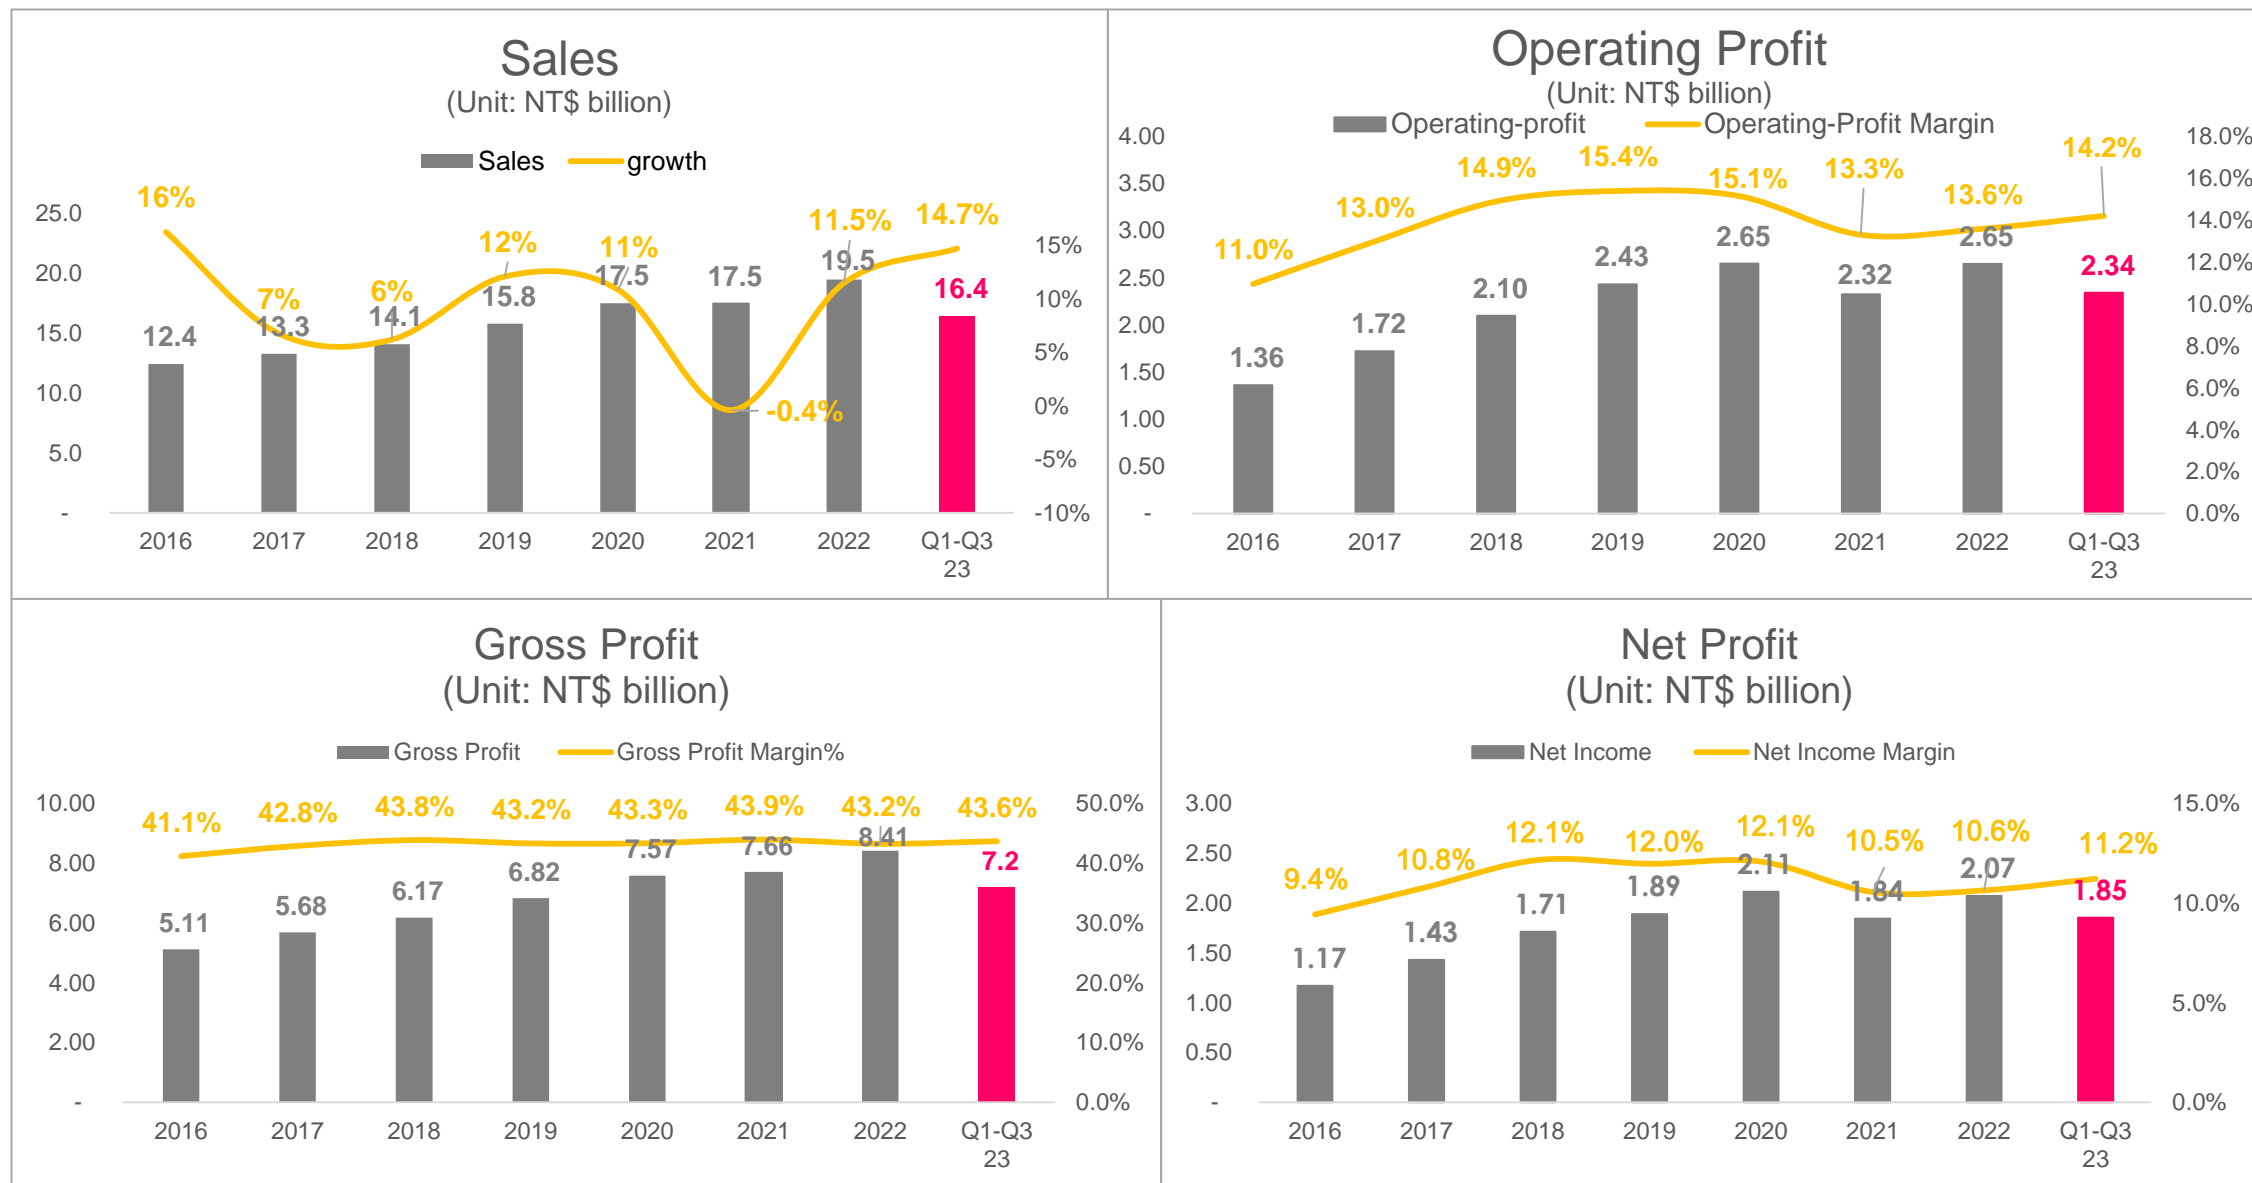 Sales
(Unit: NT$ billion)
Sales growth
16% 7% 6% 12% 11% -0.4% 11.5% 14.7%
12.4 13.3 14.1 15.8 17.5 17.5 19.5 16.4
25.0
20.0
15.0
10.0
5.0
-
15%
10%
5%
0%
-5%
-10%
2016 2017 2018 2019 2020 2021 2022 Q1-Q3
23
Operating Profit
(Unit: NT$ billion)
Operating-profit Operating-Profit Margin
11.0% 13.0% 14.9% 15.4% 15.1% 13.3% 13.6% 14.2%
1.36 1.72 2.10 2.43 2.65 2.32 2.65 2.34
4.00
3.50
3.00
2.50
2.00
1.50
1.00
0.50
-
18.0%
16.0%
14.0%
12.0%
10.0%
8.0%
6.0%
4.0%
2.0%
0.0%
2016 2017 2018 2019 2020 2021 2022 Q1-Q3
23
Gross Profit
(Unit: NT$ billion)
Gross Profit Gross Profit Margin%
41.1% 42.8% 43.8% 43.2% 43.3% 43.9% 43.2% 43.6%
5.11 5.68 6.17 6.82 7.57 7.66 8.41 7.2
10.00
8.00
6.00
4.00
2.00
-
50.0%
40.0%
30.0%
20.0%
10.0%
0.0%
2016 2017 2018 2019 2020 2021 2022 Q1-Q3
23
Net Profit
(Unit: NT$ billion)
Net Income Net Income Margin
9.4% 10.8% 12.1% 12.0% 12.1% 10.5% 10.6% 11.2%
1.17 1.43 1.71 1.89 2.11 1.84 2.07 1.85
3.00
2.50
2.00
1.50
1.00
0.50
-
15.0%
10.0%
5.0%
0.0%
2016 2017 2018 2019 2020 2021 2022 Q1-Q3
23